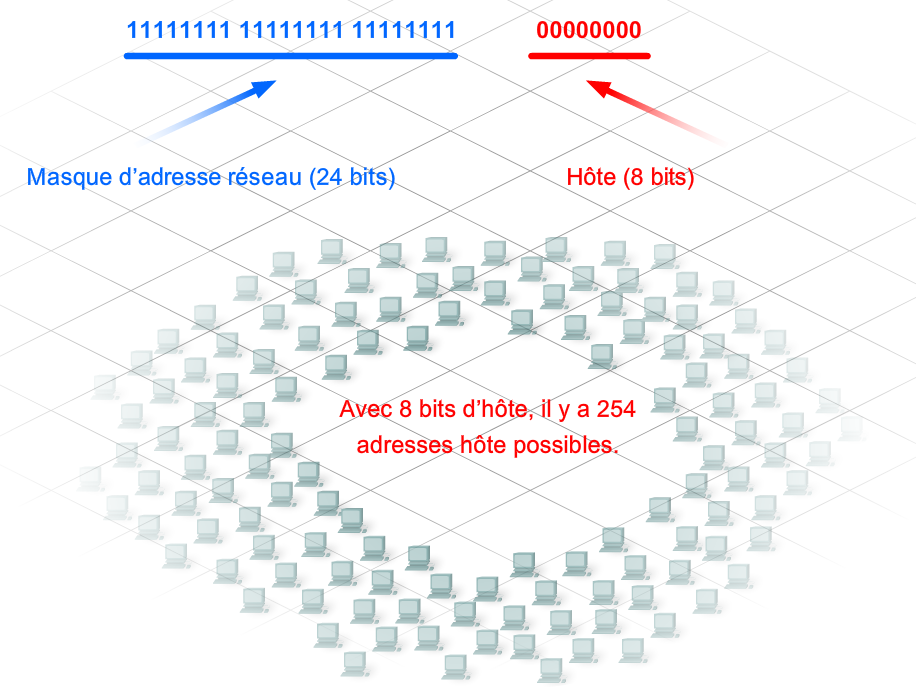 11111111 11111111 11111111 00000000
Masque d’adresse réseau (24 bits)
Hôte (8 bits)
Avec 8 bits d’hôte, il y a 254
adresses hôte possibles.